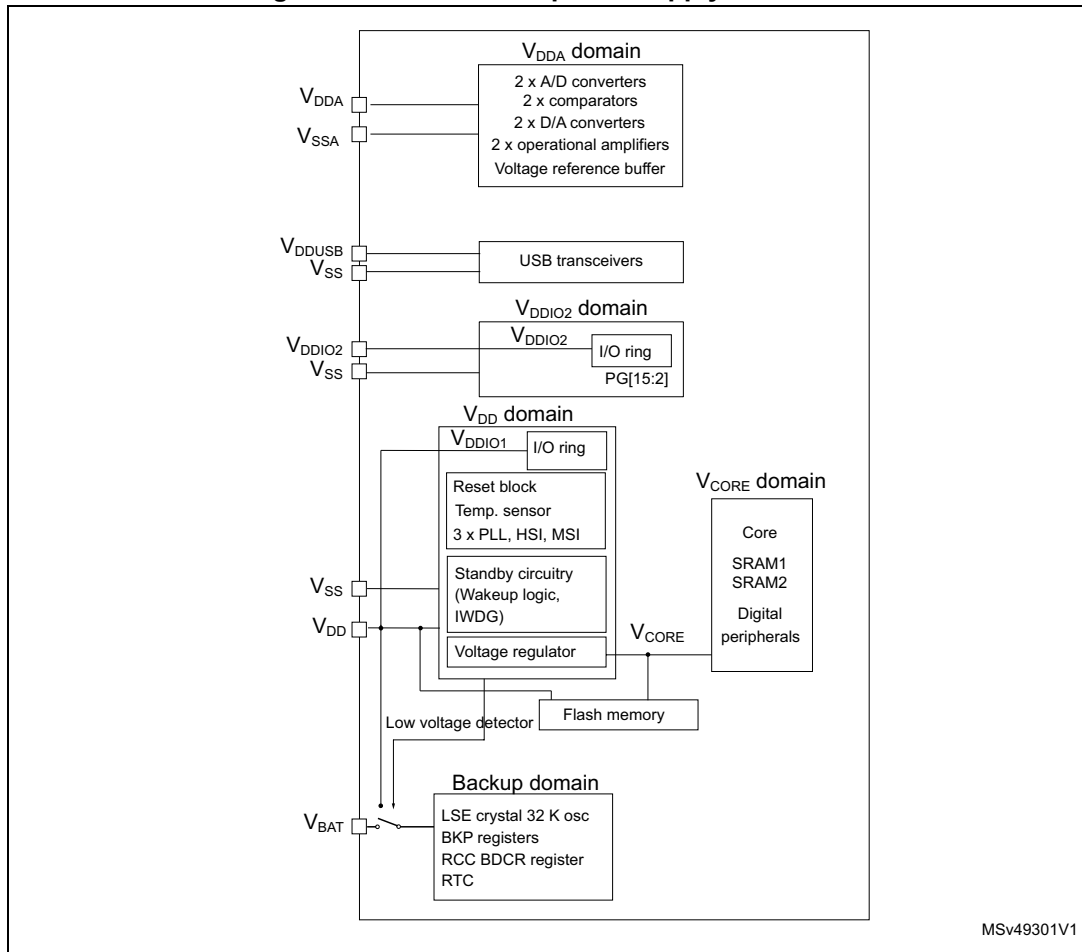 VDDA domain
2 x A/D converters
2 x comparators
2 x D/A converters
2 x operational amplifiers
Voltage reference buffer
VDDA
VSSA
VDDUSB
VSS
USB transceivers
VDDIO2 domain
VDDIO2
VSS
VDDIO2
I/O ring
PG[15:2]
VDD domain
VDDIO1
I/O ring
Reset block
Temp. sensor
3 x PLL, HSI, MSI
Standby circuitry
(Wakeup logic,
IWDG)
Voltage regulator
VSS
VDD
VCORE
VCORE domain
Core
SRAM1
SRAM2
Digital
peripherals
Flash memory
Low voltage detector
Backup domain
LSE crystal 32 K osc
BKP registers
RCC BDCR register
RTC
VBAT
MSv49301V1